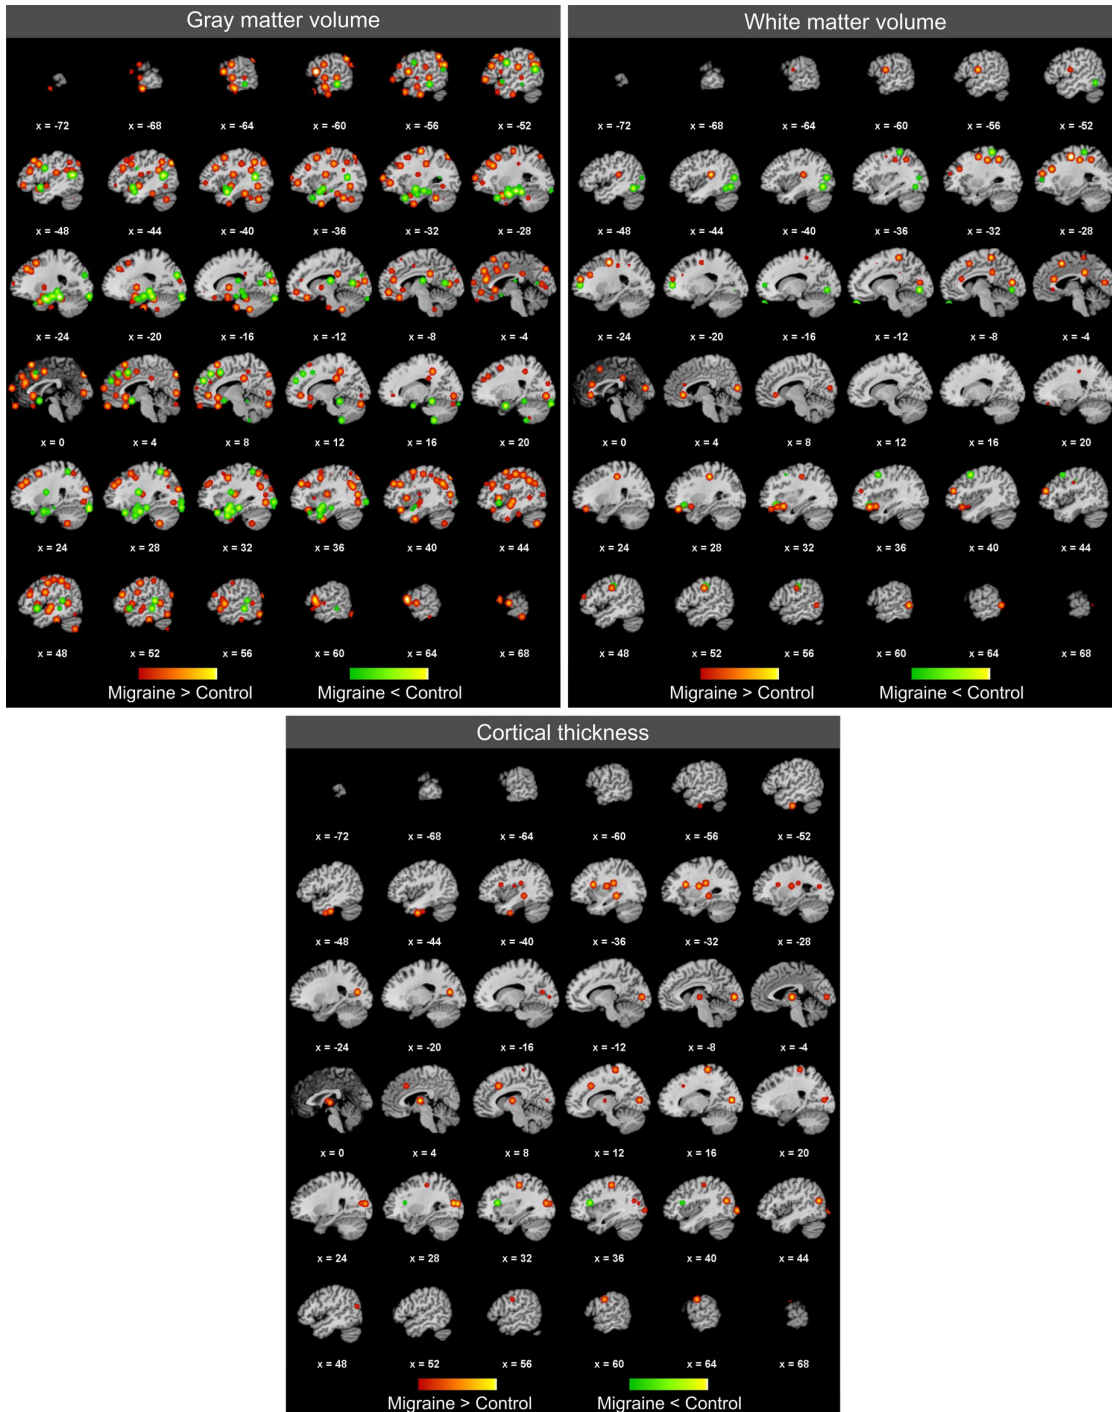 Gray matter volume
x = -72 x = -68 x = -64 x = -60 x = -56 x = -52
x = -48 x = -44 x = -40 x = -36 x = -32 x = -28
x = -24 x = -20 x = -16 x = -12 x = -8 x = -4
x = 0 x = 4 x = 8 x = 12 x = 16 x = 20
x = 24 x = 28 x = 32 x = 36 x = 40 x = 44
x = 48 x = 52 x = 56 x = 60 x = 64 x = 68
Migraine > Control Migraine < Control
White matter volume
x = -72 x = -68 x = -64 x = -60 x = -56 x = -52
x = -48 x = -44 x = -40 x = -36 x = -32 x = -28
x = -24 x = -20 x = -16 x = -12 x = -8 x = -4
x = 0 x = 4 x = 8 x = 12 x = 16 x = 20
x = 24 x = 28 x = 32 x = 36 x = 40 x = 44
x = 48 x = 52 x = 56 x = 60 x = 64 x = 68
Migraine > Control Migraine < Control
Cortical thickness
x = -72 x = -68 x = -64 x = -60 x = -56 x = -52
x = -48 x = -44 x = -40 x = -36 x = -32 x = -28
x = -24 x = -20 x = -16 x = -12 x = -8 x = -4
x = 0 x = 4 x = 8 x = 12 x = 16 x = 20
x = 24 x = 28 x = 32 x = 36 x = 40 x = 44
x = 48 x = 52 x = 56 x = 60 x = 64 x = 68
Migraine > Control Migraine < Control